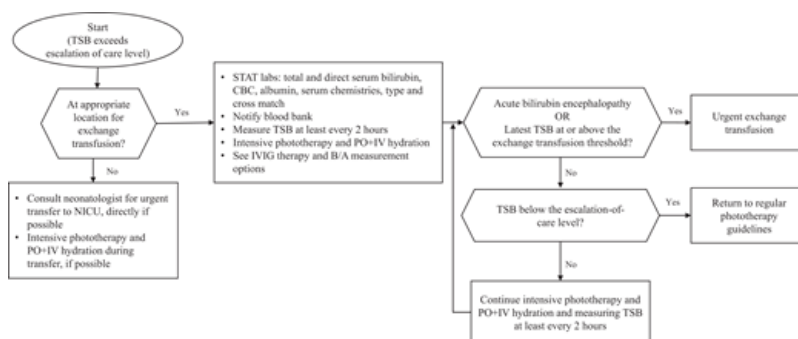 Start
(TSB exceeds
escalation of care level)
At appropriate
location for
exchange
transfusion?
Yes
No
• Consult neonatologist for urgent
transfer to NICU, directly if
possible
• Intensive phototherapy and
PO+IV hydration during
transfer, if possible
• STAT labs: total and direct serum bilirubin,
CBC, albumin, serum chemistries, type and
cross match
• Notify blood bank
• Measure TSB at least every 2 hours
• Intensive phototherapy and PO+IV hydration
• See IVIG therapy and B/A measurement
options
Acute bilirubin encephalopathy
OR
Latest TSB at or above the
exchange transfusion threshold?
Yes
Urgent exchange
transfusion
No
TSB below the escalation-of-
care level?
Yes
Return to regular
phototherapy
guidelines
No
Continue intensive phototherapy and
PO+IV hydration and measuring TSB
at least every 2 hours